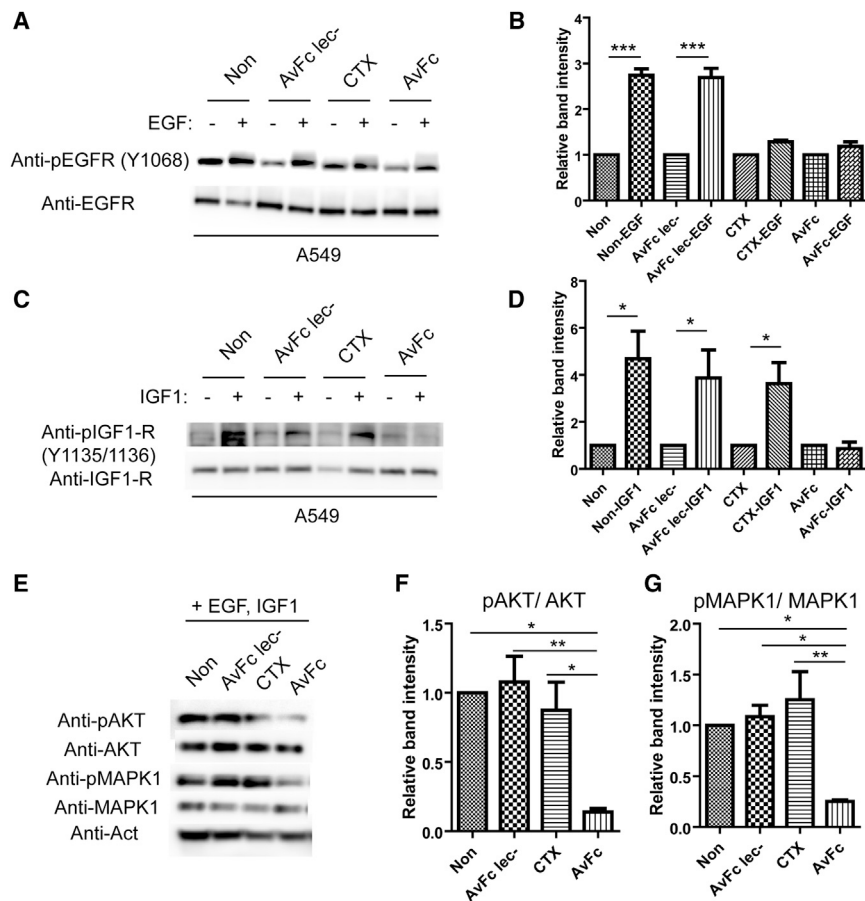 A
Non
AvFc lec-
CTX
AvFc
EGF: - + - + - + - +
Anti-pEGFR (Y1068)
Anti-EGFR
A549
B
Relative band intensity
4
3
2
1
0
***
***
Non
Non-EGF
AvFc lec-
AvFc lec-EGF
CTX
CTX-EGF
AvFc
AvFc-EGF
C
Non
AvFc lec-
CTX
AvFc
IGF1: - + - + - + - +
Anti-pIGF1-R
(Y1135/1136)
Anti-IGF1-R
A549
D
Relative band intensity
8
6
4
2
0
*
*
*
Non
Non-IGF1
AvFc lec-
AvFc lec-IGF1
CTX
CTX-IGF1
AvFc
AvFc-IGF1
E
+ EGF, IGF1
Non
AvFc lec-
CTX
AvFc
Anti-pAKT
Anti-AKT
Anti-pMAPK1
Anti-MAPK1
Anti-Act
F
pAKT/ AKT
Relative band intensity
1.5
1.0
0.5
0.0
*
**
*
Non
AvFc lec-
CTX
AvFc
G
pMAPK1/ MAPK1
Relative band intensity
2.0
1.5
1.0
0.5
0.0
*
*
**
Non
AvFc lec-
CTX
AvFc